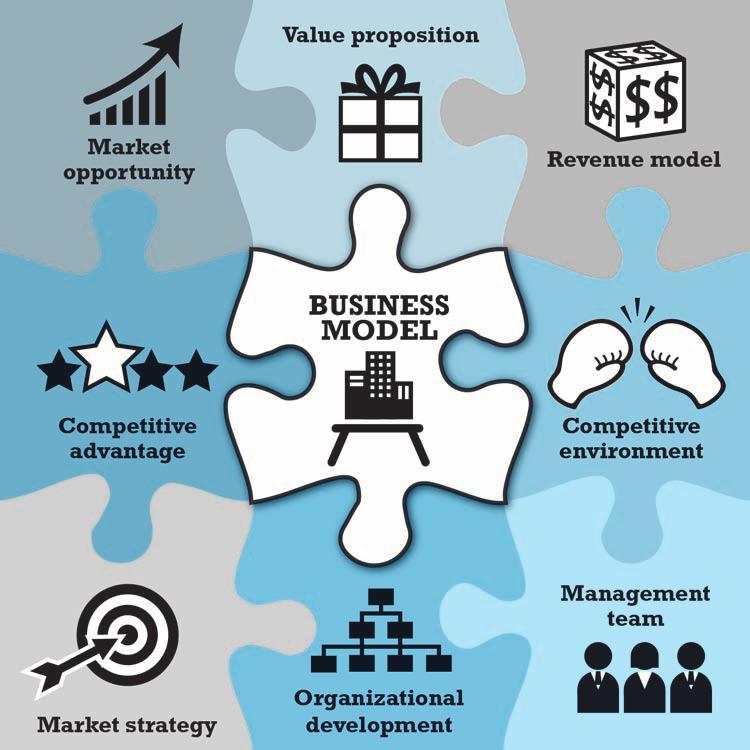 Value proposition
Market
opportunity
$$
$$
$$
$$
Revenue model
BUSINESS
MODEL
Competitive
advantage
Competitive
environment
Management
team
Organizational
development
Market strategy